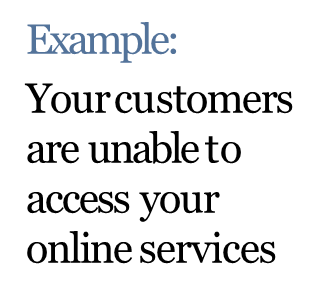 Example:
Your customers
are unable to
access your
online services